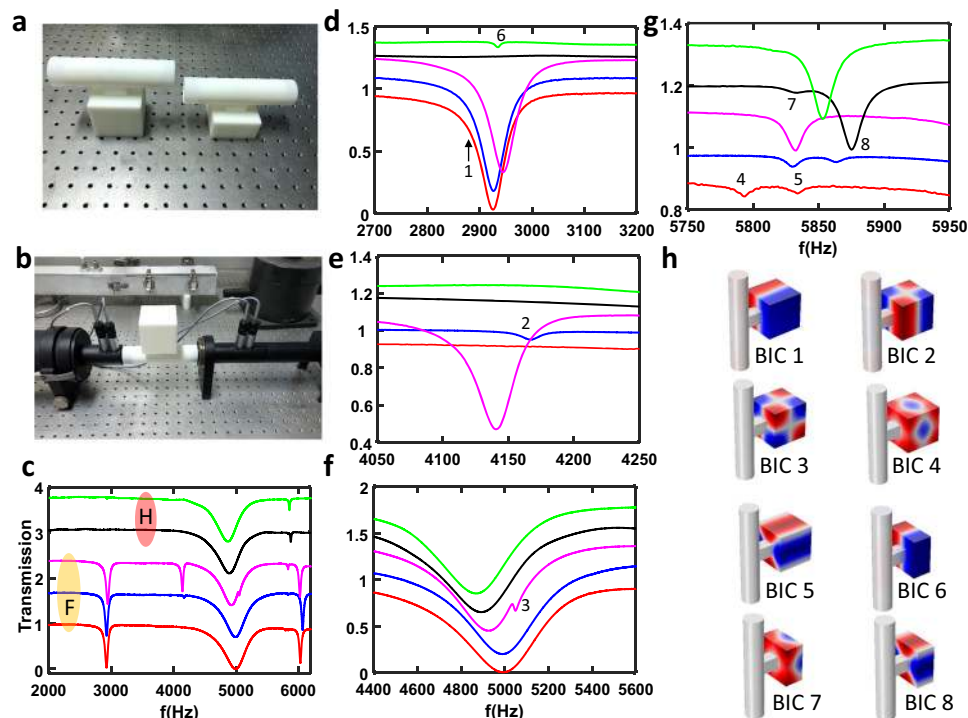 a
b
c
4
3
2
1
0
Transmission
H
F
2000 3000 4000 5000 6000
f(Hz)
d
1.5
1
0.5
0
6
1
2700 2800 2900 3000 3100 3200
e
1.4
1.2
1
0.8
0.6
0.4
2
4050 4100 4150 4200 4250
f
2
1.5
1
0.5
0
3
4400 4600 4800 5000 5200 5400 5600
f(Hz)
g
1.4
1.2
1
0.8
7
8
4
5
5750 5800 5850 5900 5950
f(Hz)
h
BIC 1
BIC 2
BIC 3
BIC 4
BIC 5
BIC 6
BIC 7
BIC 8